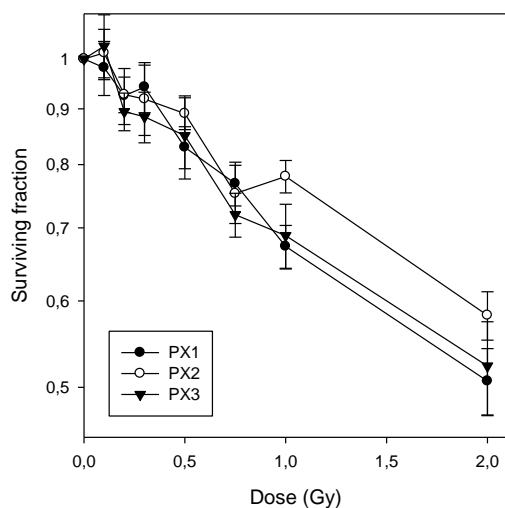 1
0,9
0,8
0,7
0,6
0,5
Surviving fraction
PX1
PX2
PX3
0,0
0,5
1,0
1,5
2,0
Dose (Gy)